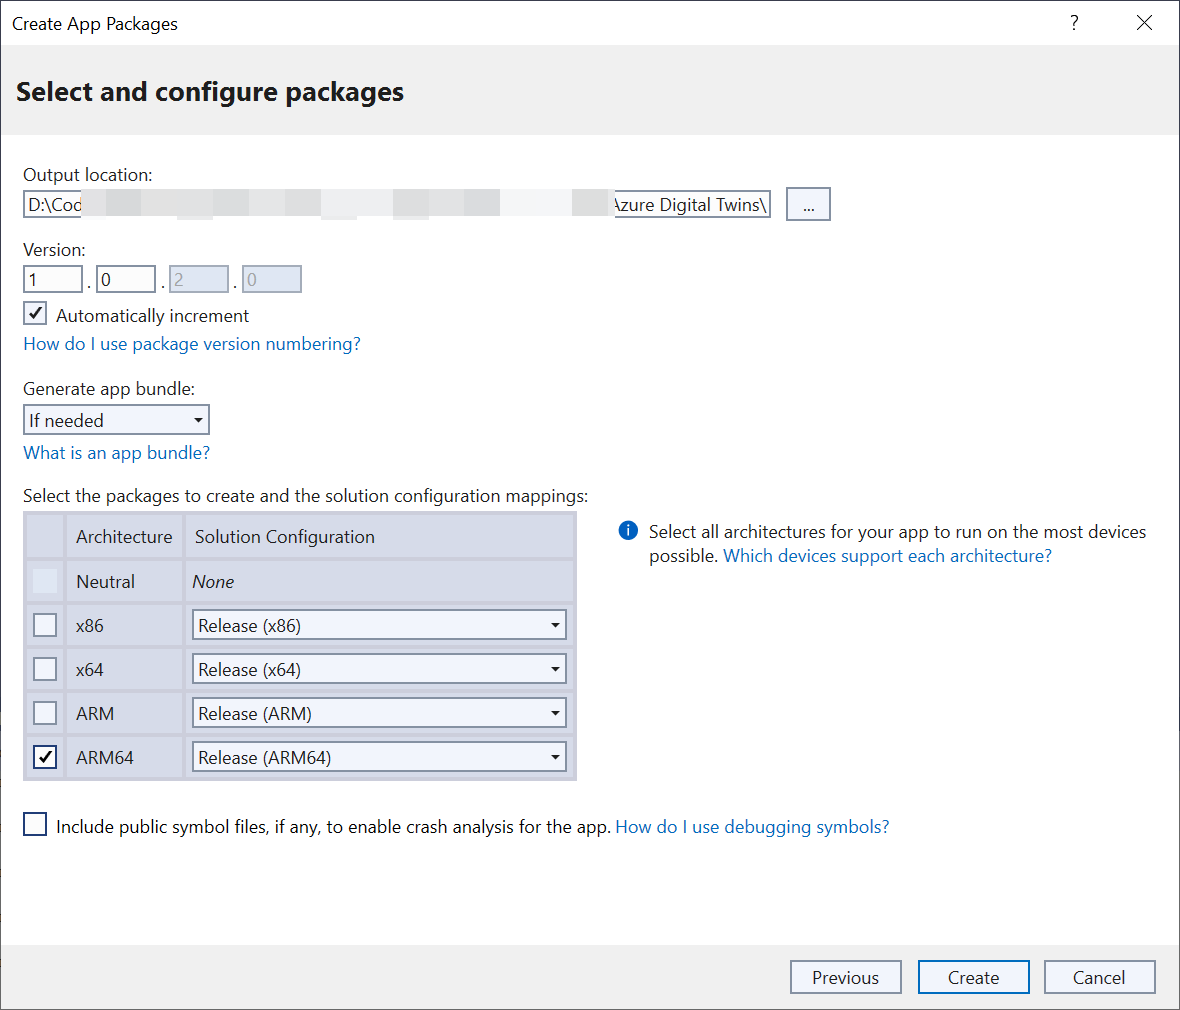 Create App Packages
?
Select and configure packages
Output location:
D:\Cod Azure Digital Twins\
...
Version:
1 . 0 . 2 . 0
Automatically increment
How do I use package version numbering?
Generate app bundle:
If needed
What is an app bundle?
Select the packages to create and the solution configuration mappings:
Architecture Solution Configuration
Neutral None
x86 Release (x86)
x64 Release (x64)
ARM Release (ARM)
ARM64 Release (ARM64)
Select all architectures for your app to run on the most devices
possible. Which devices support each architecture?
Include public symbol files, if any, to enable crash analysis for the app. How do I use debugging symbols?
Previous Create Cancel